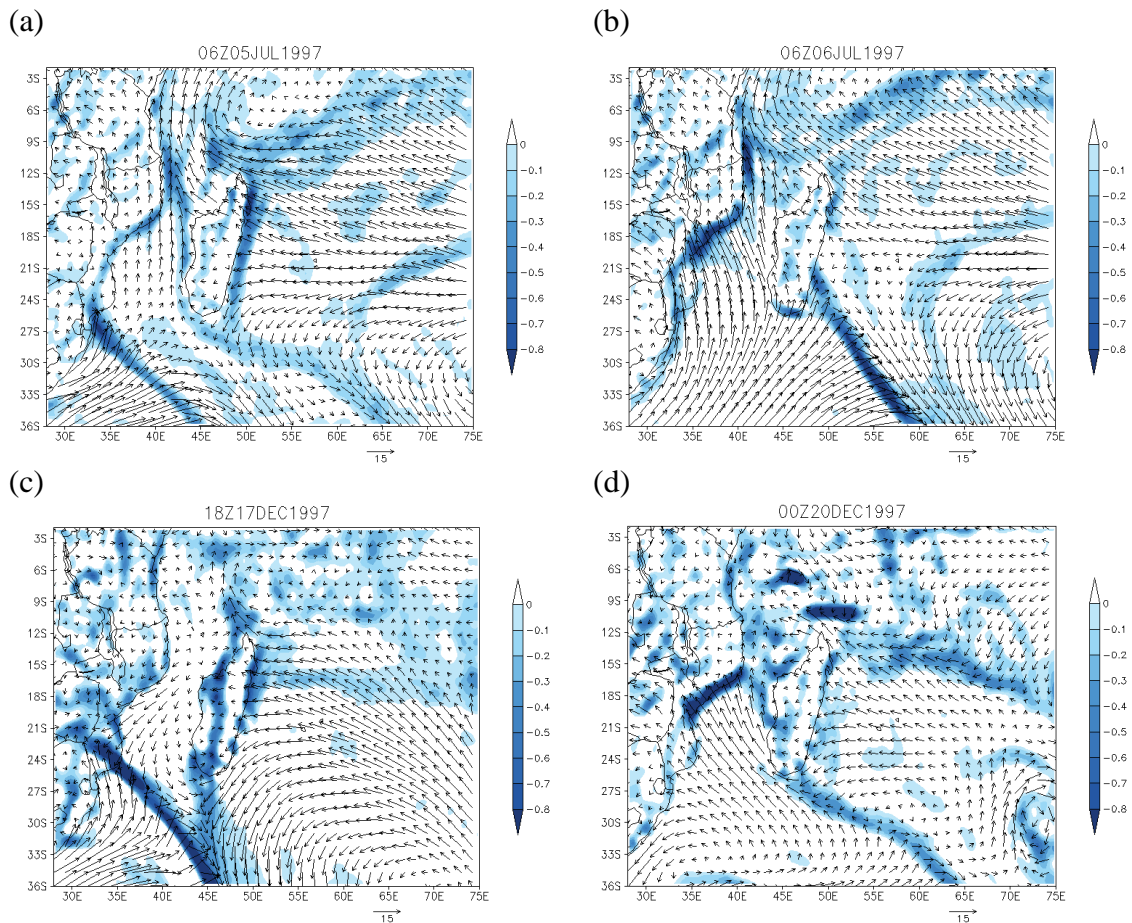 (a)
06Z05JUL1997
3S
6S
9S
12S
15S
18S
21S
24S
27S
30S
33S
36S
30E 35E 40E 45E 50E 55E 60E 65E 70E 75E
15
0
-0.1
-0.2
-0.3
-0.4
-0.5
-0.6
-0.7
-0.8
(b)
06Z06JUL1997
3S
6S
9S
12S
15S
18S
21S
24S
27S
30S
33S
36S
30E 35E 40E 45E 50E 55E 60E 65E 70E 75E
15
0
-0.1
-0.2
-0.3
-0.4
-0.5
-0.6
-0.7
-0.8
(c)
18Z17DEC1997
3S
6S
9S
12S
15S
18S
21S
24S
27S
30S
33S
36S
30E 35E 40E 45E 50E 55E 60E 65E 70E 75E
15
0
-0.1
-0.2
-0.3
-0.4
-0.5
-0.6
-0.7
-0.8
(d)
00Z20DEC1997
3S
6S
9S
12S
15S
18S
21S
24S
27S
30S
33S
36S
30E 35E 40E 45E 50E 55E 60E 65E 70E 75E
15
0
-0.1
-0.2
-0.3
-0.4
-0.5
-0.6
-0.7
-0.8